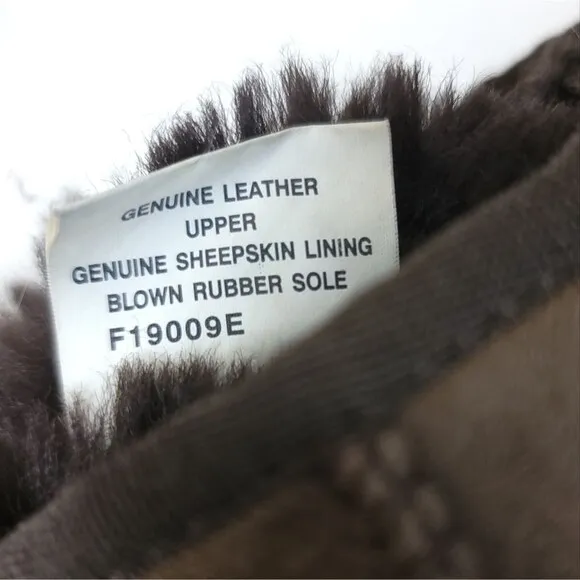 GENUINE LEATHER
UPPER
GENUINE SHEEPSKIN LINING
BLOWN RUBBER SOLE
F19009E